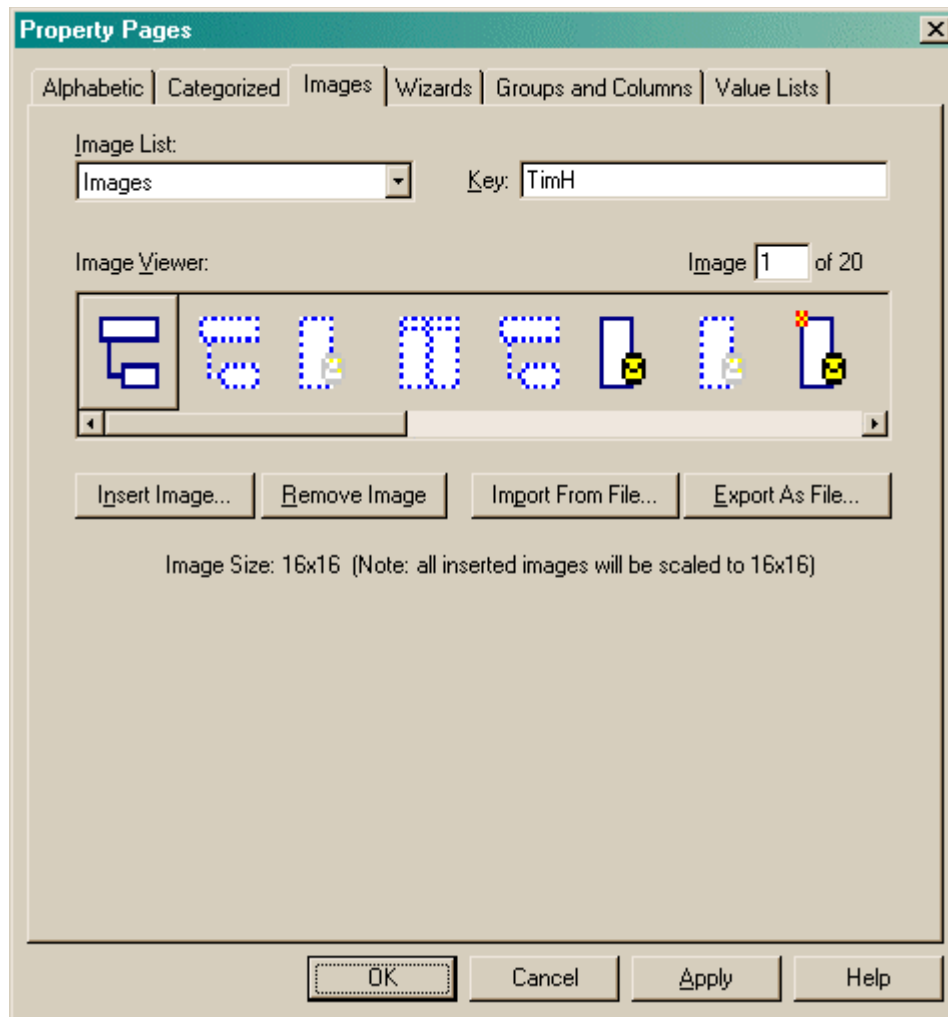 Property Pages
Alphabetic Categorized Images Wizards Groups and Columns Value Lists
Image List:
Images Key: TimH
Image Viewer: Image 1 of 20
Insert Image... Remove Image Import From File... Export As File...
Image Size: 16x16 (Note: all inserted images will be scaled to 16x16)
OK Cancel Apply Help